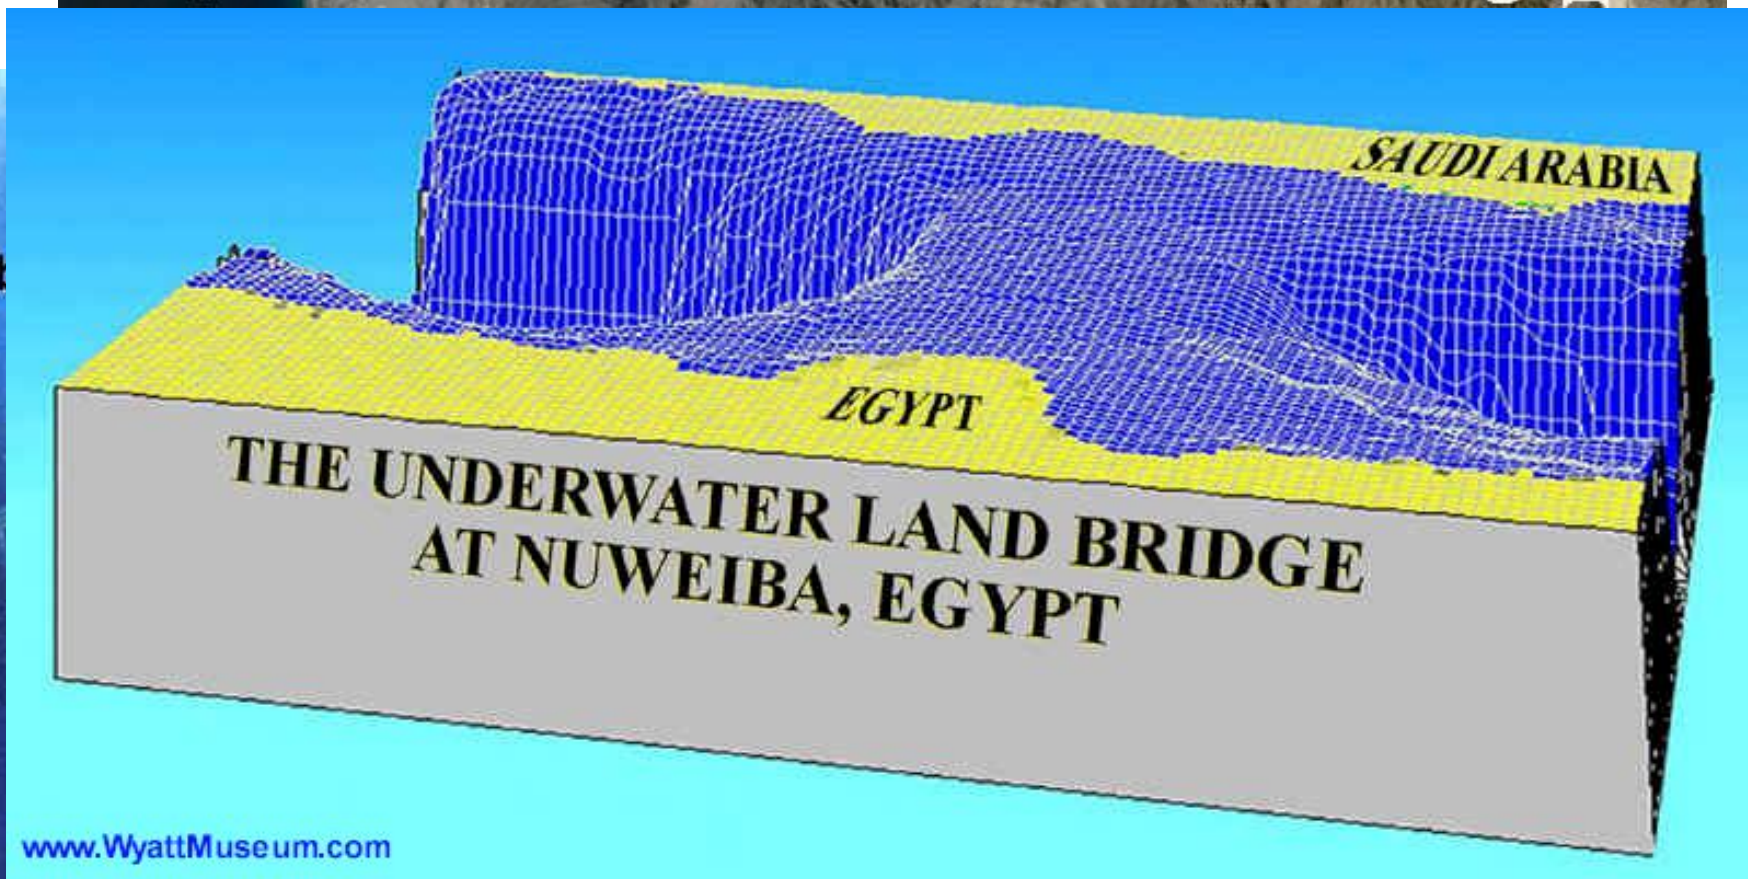 SAUDI ARABIA
EGYPT
THE UNDERWATER LAND BRIDGE
AT NUWEIBA, EGYPT
www.WyattMuseum.com